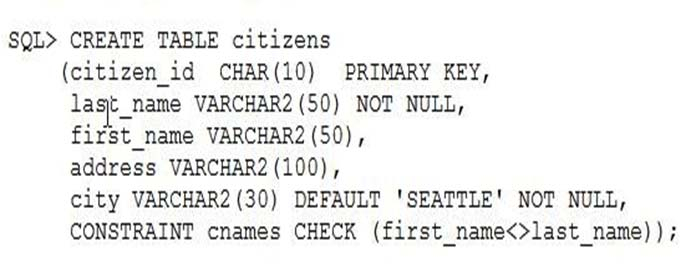 SQL> CREATE TABLE citizens
(citizen_id CHAR(10) PRIMARY KEY,
last_name VARCHAR2(50) NOT NULL,
first_name VARCHAR2(50),
address VARCHAR2(100),
city VARCHAR2(30) DEFAULT 'SEATTLE' NOT NULL,
CONSTRAINT cnames CHECK (first_name<>last_name));